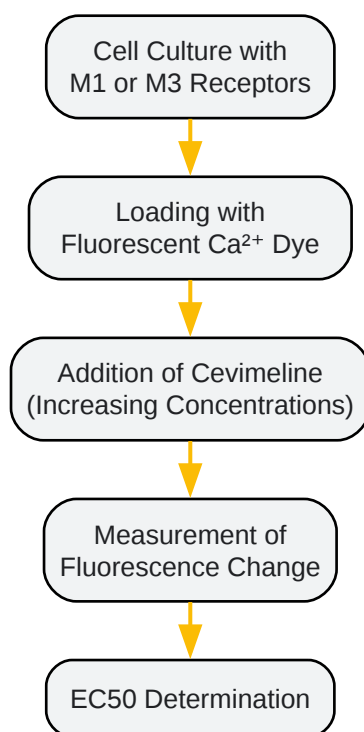 Cell Culture with
M1 or M3 Receptors
Loading with
Fluorescent Ca²⁺ Dye
Addition of Cevimeline
(Increasing Concentrations)
Measurement of
Fluorescence Change
EC50 Determination